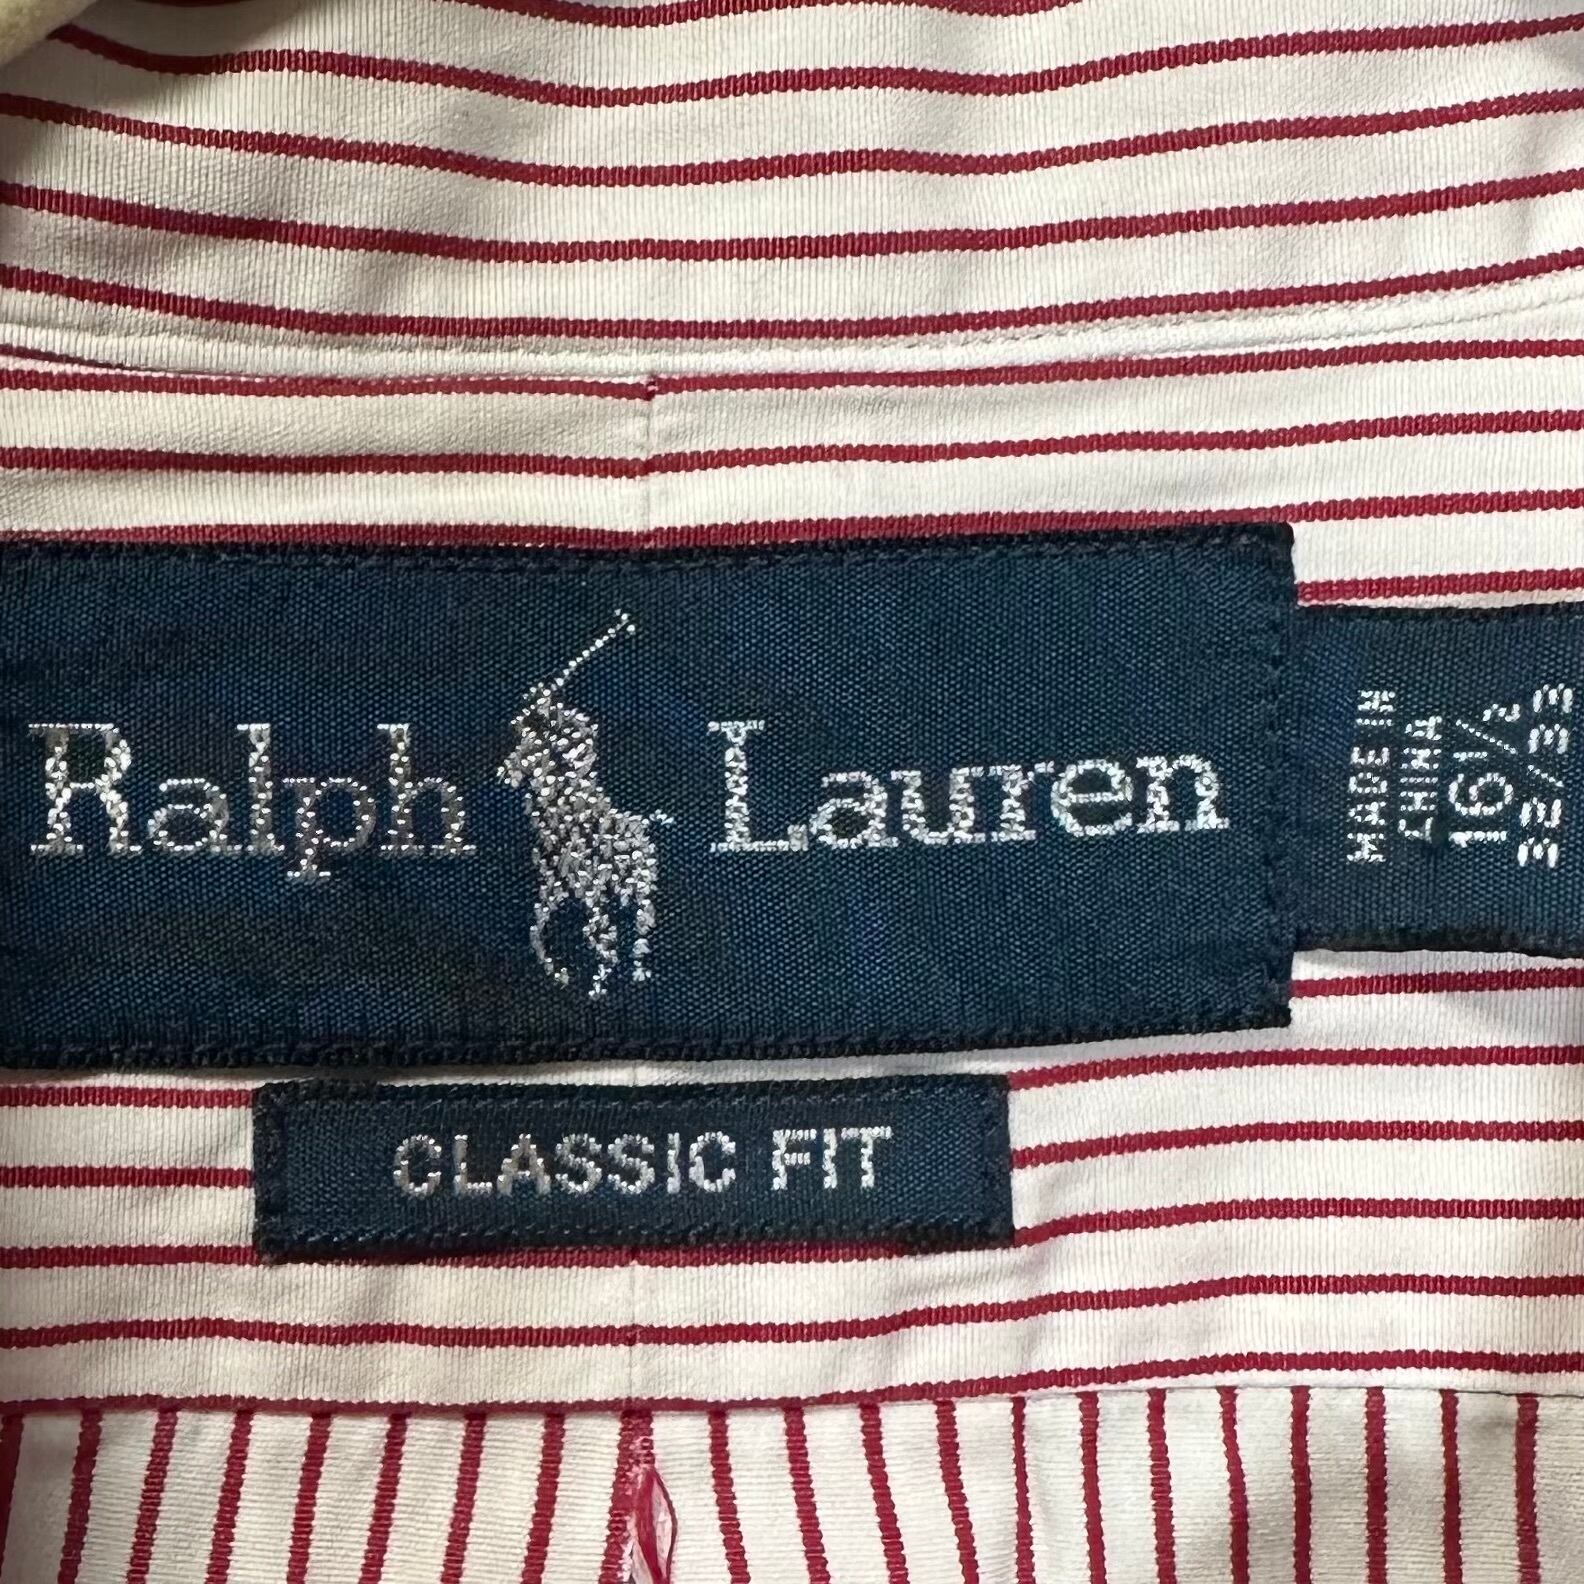 Ralph Lauren
MADE IN
CHINA
16 1/2
32/33
CLASSIC FIT